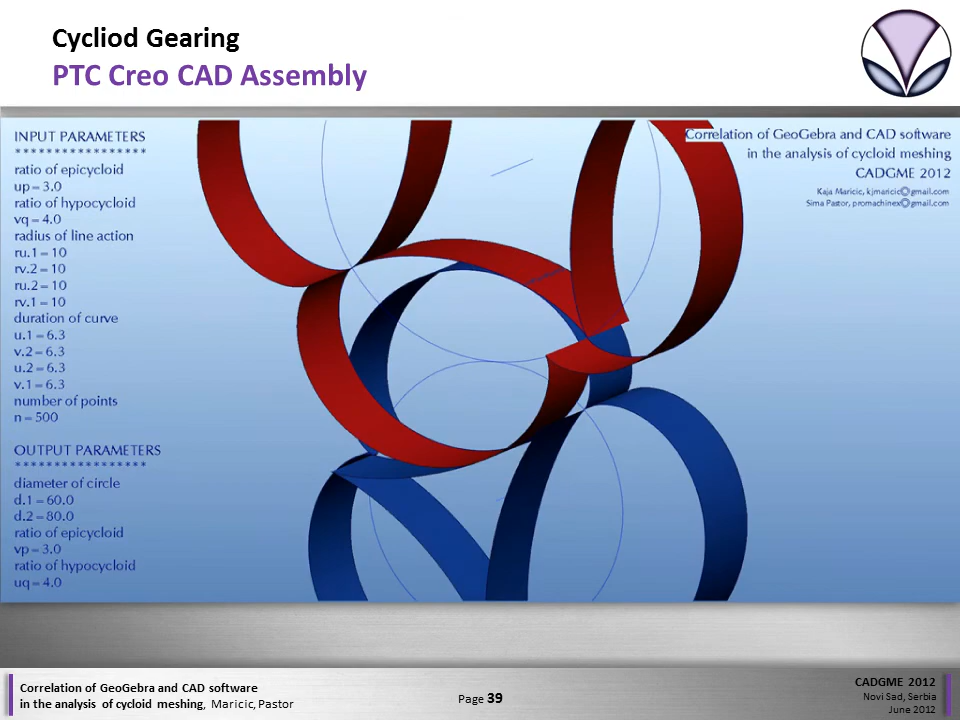 Cycliod Gearing
PTC Creo CAD Assembly
INPUT PARAMETERS
*****************
ratio of epicycloid
up = 3.0
ratio of hypocycloid
vq = 4.0
radius of line action
ru.1 = 10
rv.2 = 10
ru.2 = 10
rv.1 = 10
duration of curve
u.1 = 6.3
v.2 = 6.3
u.2 = 6.3
v.1 = 6.3
number of points
n = 500
OUTPUT PARAMETERS
*****************
diameter of circle
d.1 = 60.0
d.2 = 80.0
ratio of epicycloid
vp = 3.0
ratio of hypocycloid
uq = 4.0
Correlation of GeoGebra and CAD software
in the analysis of cycloid meshing
CADGME 2012
Kaja Maricic, kjmaricic@gmail.com
Sima Pastor, promachinex@gmail.com
Correlation of GeoGebra and CAD software
in the analysis of cycloid meshing, Maricic, Pastor
Page 39
CADGME 2012
Novi Sad, Serbia
June 2012